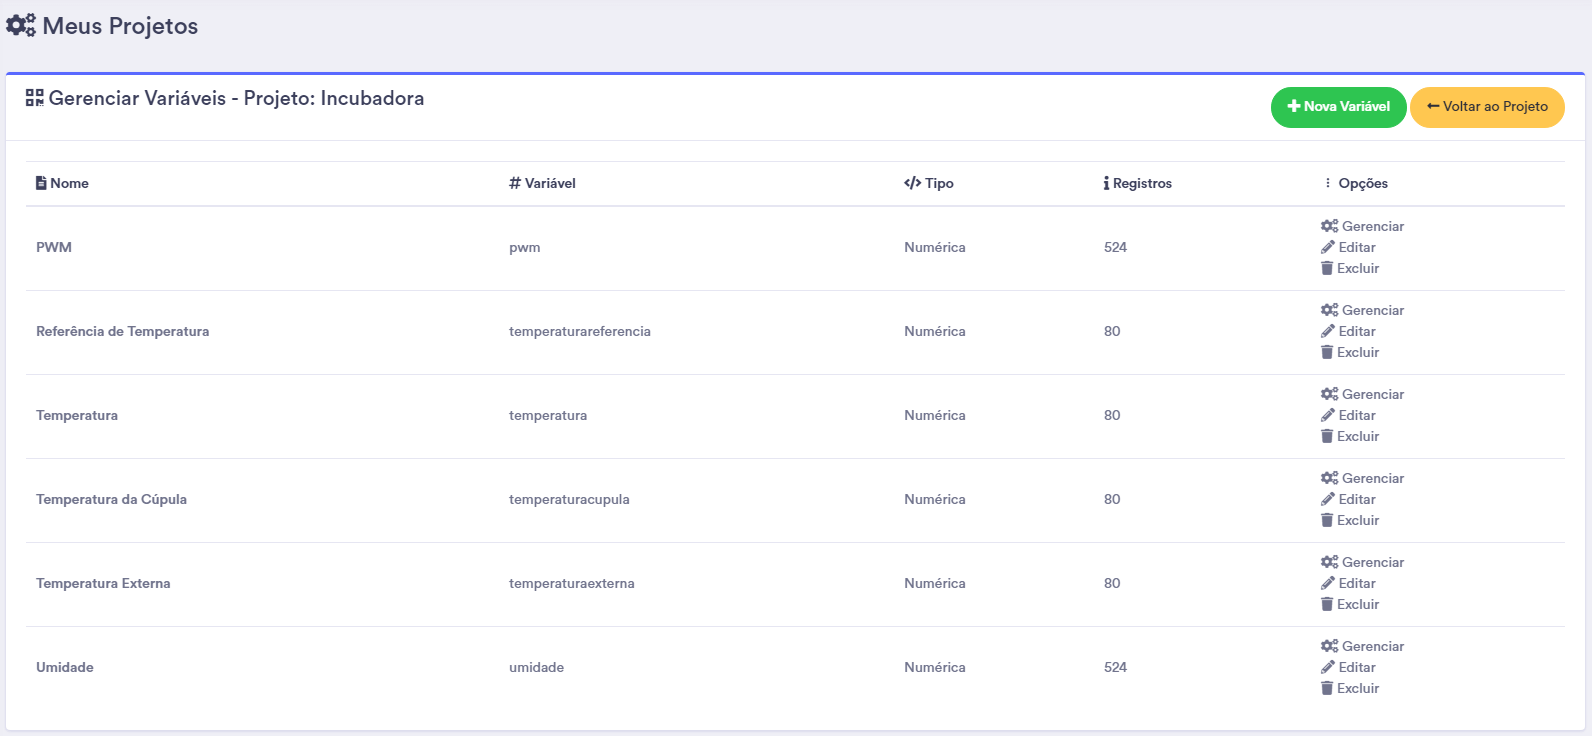 Meus Projetos
Gerenciar Variáveis - Projeto: Incubadora
Nova Variável
Voltar ao Projeto
Nome Variável Tipo Registros Opções
PWM pwm Numérica 524 Gerenciar
Editar
Excluir
Referência de Temperatura temperaturareferencia Numérica 80 Gerenciar
Editar
Excluir
Temperatura temperatura Numérica 80 Gerenciar
Editar
Excluir
Temperatura da Cúpula temperaturacupula Numérica 80 Gerenciar
Editar
Excluir
Temperatura Externa temperaturaexterna Numérica 80 Gerenciar
Editar
Excluir
Umidade umidade Numérica 524 Gerenciar
Editar
Excluir